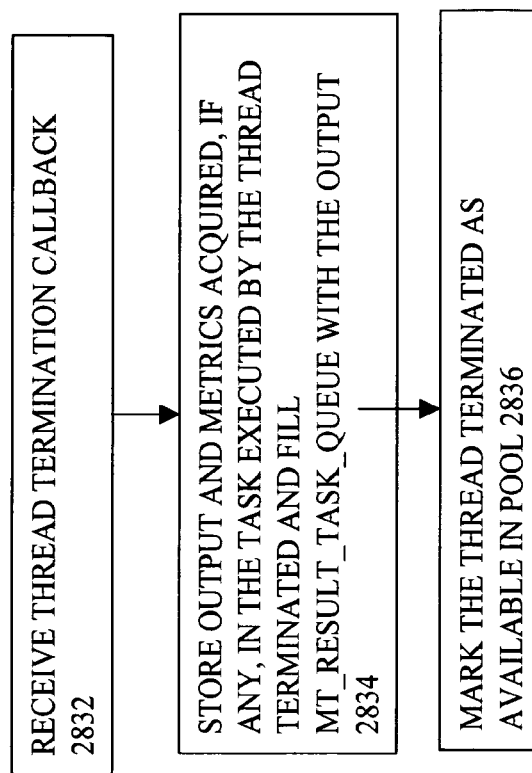 RECEIVE THREAD TERMINATION CALLBACK
2832
STORE OUTPUT AND METRICS ACQUIRED, IF
ANY, IN THE TASK EXECUTED BY THE THREAD
TERMINATED AND FILL
MT_RESULT_TASK_QUEUE WITH THE OUTPUT
2834
MARK THE THREAD TERMINATED AS
AVAILABLE IN POOL 2836